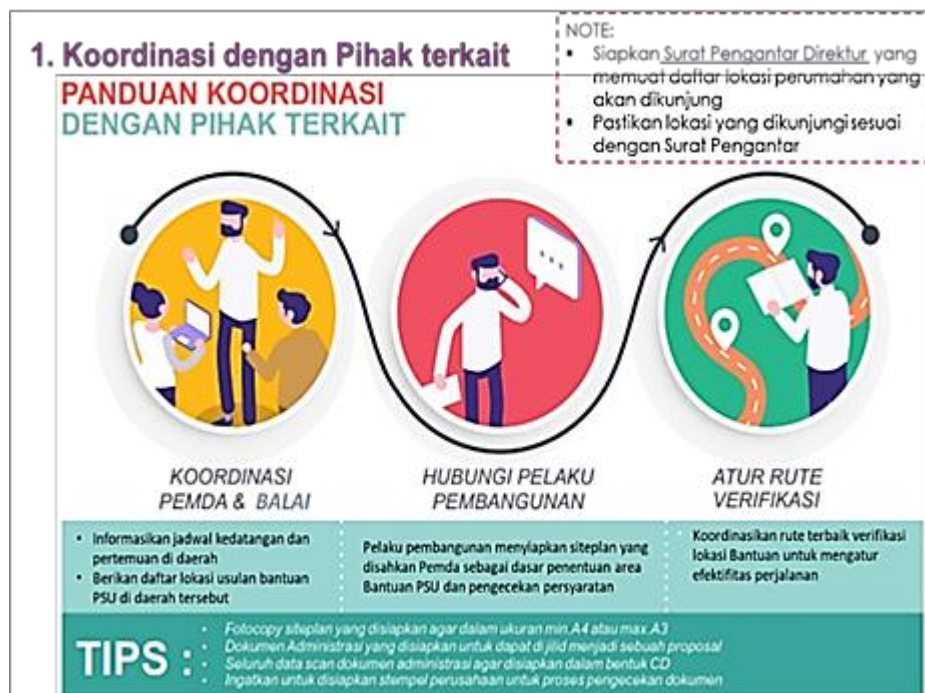 1. Koordinasi dengan Pihak terkait
NOTE:
• Siapkan Surat Pengantar Direktur yang
memuat daftar lokasi perumahan yang
akan dikunjung
• Pastikan lokasi yang dikunjungi sesuai
dengan Surat Pengantar
PANDUAN KOORDINASI
DENGAN PIHAK TERKAIT
KOORDINASI
PEMDA & BALAI
• Informasikan jadwal kedatangan dan
pertemuan di daerah
• Berikan daftar lokasi usulan bantuan
PSU di daerah tersebut
HUBUNGI PELAKU
PEMBANGUNAN
Pelaku pembangunan menyiapkan siteplan yang
disahkan Pemda sebagai dasar penentuan area
Bantuan PSU dan pengecekan persyaratan
ATUR RUTE
VERIFIKASI
Koordinasikan rute terbaik verifikasi
lokasi Bantuan untuk mengatur
efektifitas perjalanan
TIPS :
• Fotocopy siteplan yang disiapkan agar dalam ukuran min.A4 atau max.A3
• Dokumen Administrasi yang disiapkan untuk dapat di jilid menjadi sebuah proposal
• Seluruh data scan dokumen administrasi agar disiapkan dalam bentuk CD
• Ingatkan untuk disiapkan stempel perusahaan untuk proses pengecekan dokumen